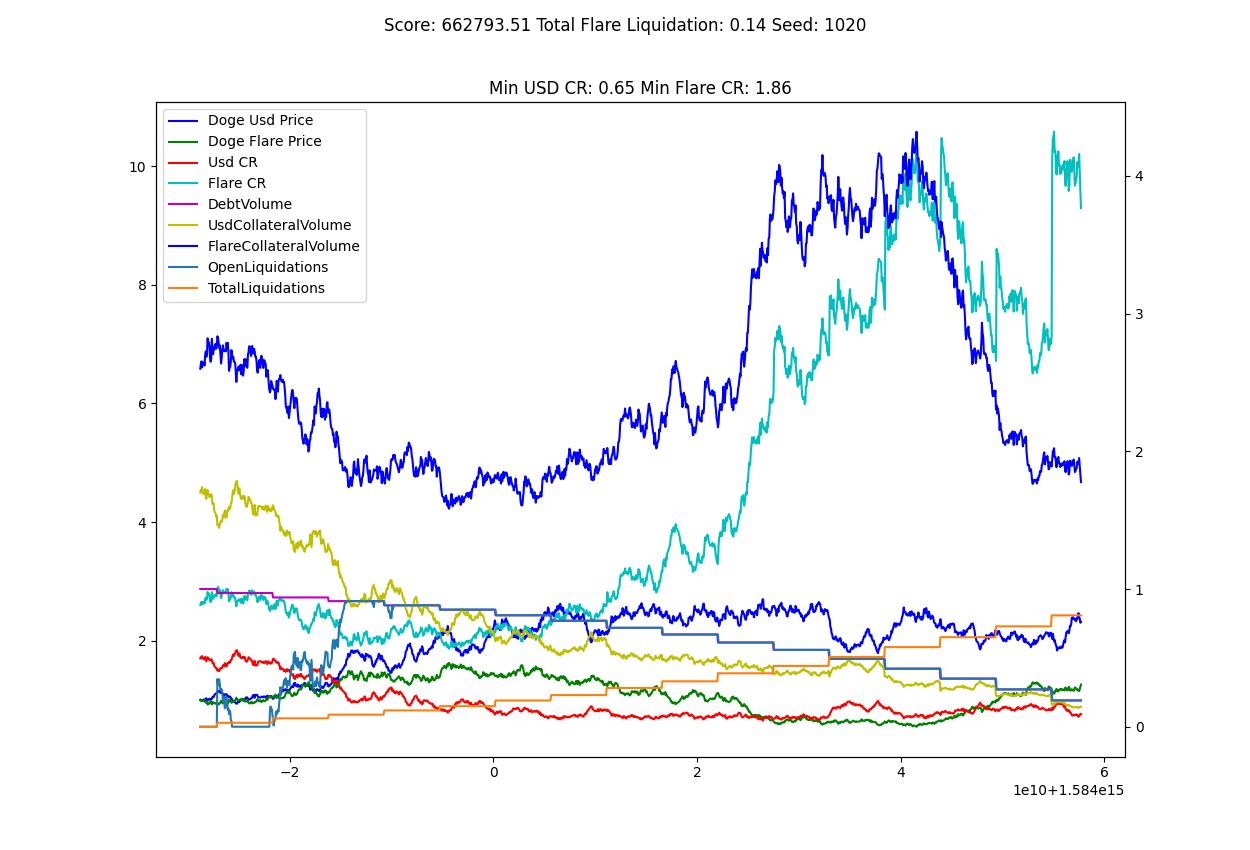 Score: 662793.51 Total Flare Liquidation: 0.14 Seed: 1020
Min USD CR: 0.65 Min Flare CR: 1.86
Doge Usd Price
Doge Flare Price
Usd CR
Flare CR
DebtVolume
UsdCollateralVolume
FlareCollateralVolume
OpenLiquidations
TotalLiquidations
10
8
6
4
2
4
3
2
1
0
−2
0
2
4
6
1e10+1.584e15